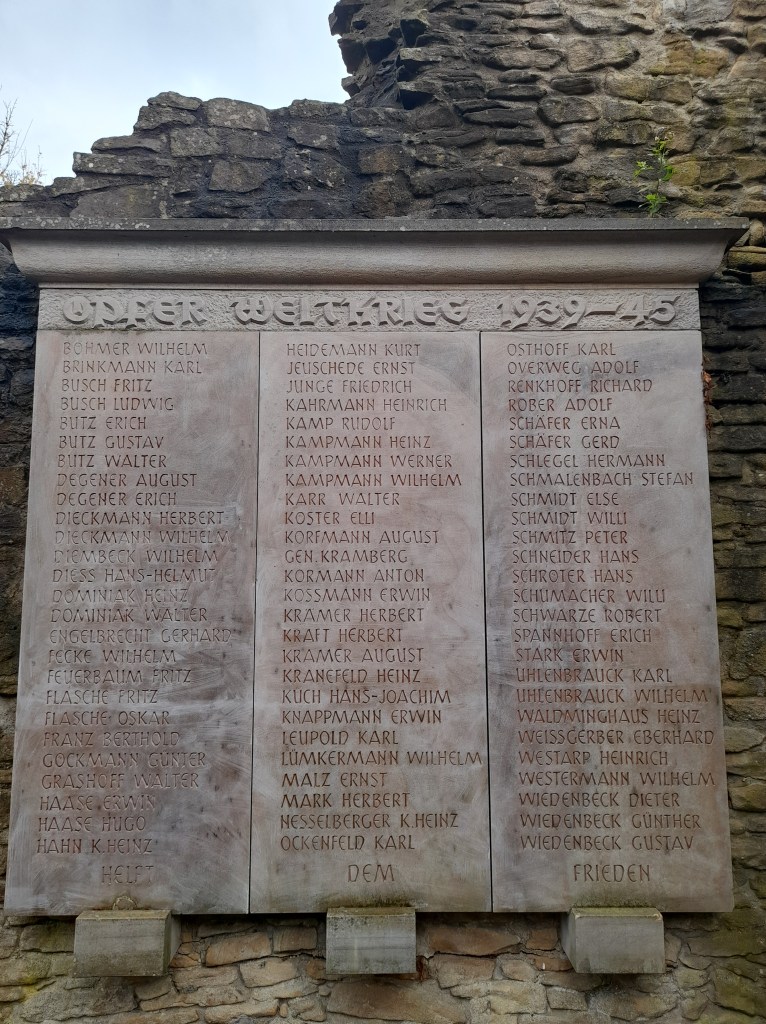 OPFER WELTKRIEG 1939-45
BÖHMER WILHELM
BRINKMANN KARL
BUSCH FRITZ
BUSCH LUDWIG
BUTZ ERICH
BUTZ GUSTAV
BUTZ WALTER
DEGENER AUGUST
DEGENER ERICH
DIECKMANN HERBERT
DIECKMANN WILHELM
DIEMBECK WILHELM
DIESS HANS-HELMUT
DOMINIAK HEINZ
DOMINIAK WALTER
ENGELBRECHT GERHARD
FECKE WILHELM
FEUERBAUM FRITZ
FLASCHE FRITZ
FLASCHE OSKAR
FRANZ BERTHOLD
GOCKMANN GÜNTER
GRASHOFF WALTER
HAASE ERWIN
HAASE HUGO
HAHN K.HEINZ
HELFT
HEIDEMANN KURT
JEUSCHEDE ERNST
JUNGE FRIEDRICH
KAHRMANN HEINRICH
KAMP RUDOLF
KAMPMANN HEINZ
KAMPMANN WERNER
KAMPMANN WILHELM
KARR WALTER
KÖSTER ELLI
KORFMANN AUGUST
GEN. KRAMBERG
KORMANN ANTON
KOSSMANN ERWIN
KRAMER HERBERT
KRAFT HERBERT
KRAMER AUGUST
KRANEFELD HEINZ
KUCH HANS-JOACHIM
KNAPPMANN ERWIN
LEUPOLD KARL
LÜMKERMANN WILHELM
MALZ ERNST
MARK HERBERT
NESSELBERGER K.HEINZ
OCKENFELD KARL
DEM
OSTHOFF KARL
OVERWEG ADOLF
RENKHOFF RICHARD
RÖBER ADOLF
SCHÄFER ERNA
SCHÄFER GERD
SCHLEGEL HERMANN
SCHMALENBACH STEFAN
SCHMIDT ELSE
SCHMIDT WILLI
SCHMITZ PETER
SCHNEIDER HANS
SCHRÖTER HANS
SCHUMACHER WILLI
SCHWARZE ROBERT
SPANNHOFF ERICH
STARK ERWIN
UHLENBRAUCK KARL
UHLENBRAUCK WILHELM
WALDMINGHAUS HEINZ
WEISSGERBER EBERHARD
WESTARP HEINRICH
WESTERMANN WILHELM
WIEDENBECK DIETER
WIEDENBECK GÜNTHER
WIEDENBECK GUSTAV
FRIEDEN